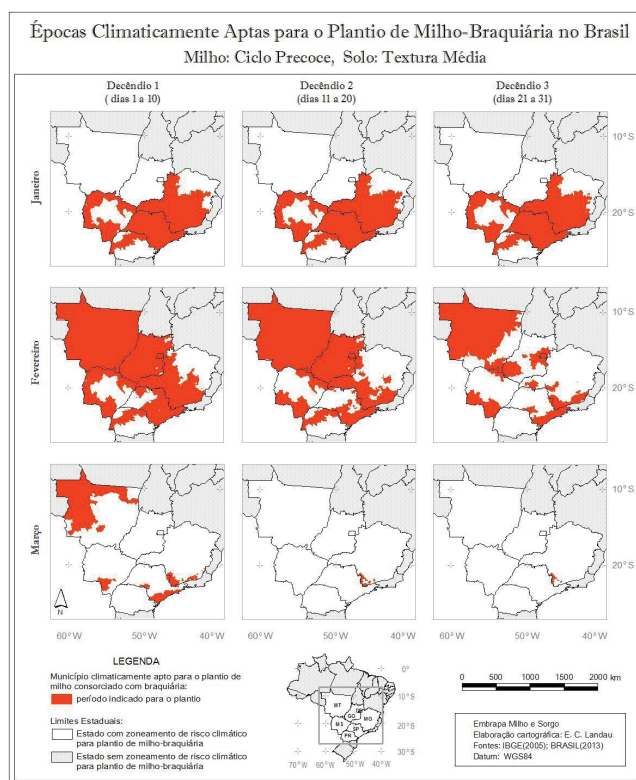 Épocas Climaticamente Aptas para o Plantio de Milho-Braquiária no Brasil
Milho: Ciclo Precoce, Solo: Textura Média
Decêndio 1
( dias 1 a 10)
Decêndio 2
(dias 11 a 20)
Decêndio 3
(dias 21 a 31)
Janeiro
10°S
20°S
Fevereiro
10°S
20°S
Março
10°S
20°S
N
60°W 50°W 40°W 60°W 50°W 40°W 60°W 50°W 40°W
LEGENDA
Município climaticamente apto para o plantio de
milho consorciado com braquiária:
período indicado para o plantio
Limites Estaduais:
Estado com zoneamento de risco climático
para plantio de milho-braquiária
Estado sem zoneamento de risco climático
para plantio de milho-braquiária
0°
10°S
20°S
30°S
MT
GO
MG
MS
SP
PR
60°W 50°W 40°W
0 500 1000 1500 2000 km
Embrapa Milho e Sorgo
Elaboração cartográfica: E. C. Landau
Fontes: IBGE(2005); BRASIL(2013)
Datum: WGS84